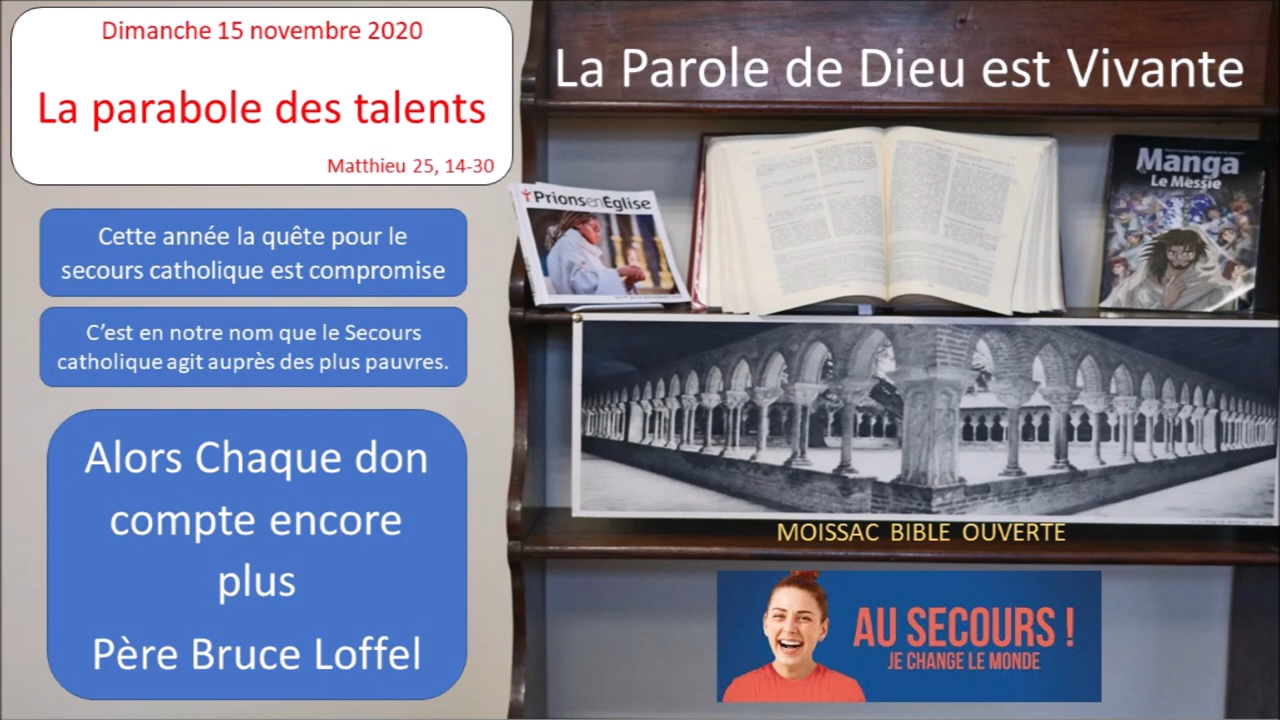 Dimanche 15 novembre 2020
La parabole des talents
Matthieu 25, 14-30
Cette année la quête pour le
secours catholique est compromise
C'est en notre nom que le Secours
catholique agit auprès des plus pauvres.
Alors Chaque don
compte encore
plus
Père Bruce Loffel
La Parole de Dieu est Vivante
PrionsenÉglise
Manga
Le Messie
MOISSAC BIBLE OUVERTE
AU SECOURS !
JE CHANGE LE MONDE